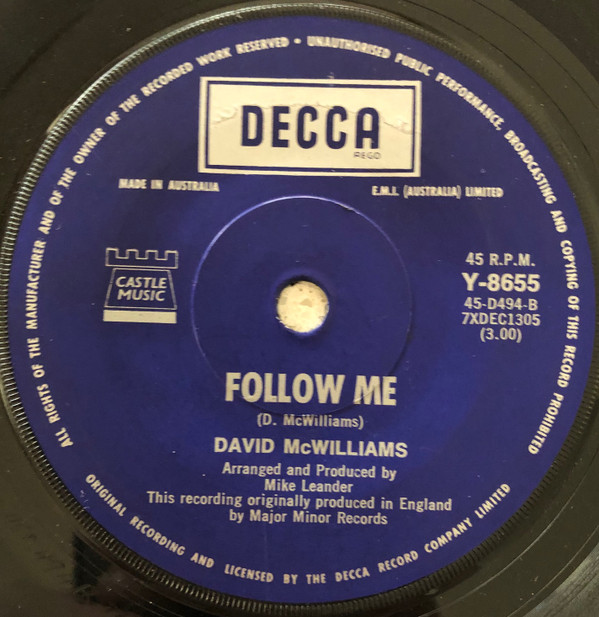 ALL RIGHTS OF THE MANUFACTURER AND OF THE OWNER OF THE RECORDED WORK RESERVED • UNAUTHORISED PUBLIC PERFORMANCE, BROADCASTING AND COPYING OF THIS RECORD PROHIBITED
DECCA
REGD
MADE IN AUSTRALIA
E.M.I. (AUSTRALIA) LIMITED
CASTLE
MUSIC
45 R.P.M.
Y-8655
45-D494-B
7XDEC1305
(3.00)
FOLLOW ME
(D. McWilliams)
DAVID McWILLIAMS
Arranged and Produced by
Mike Leander
This recording originally produced in England
by Major Minor Records
ORIGINAL RECORDING AND LICENSED BY THE DECCA RECORD COMPANY LIMITED